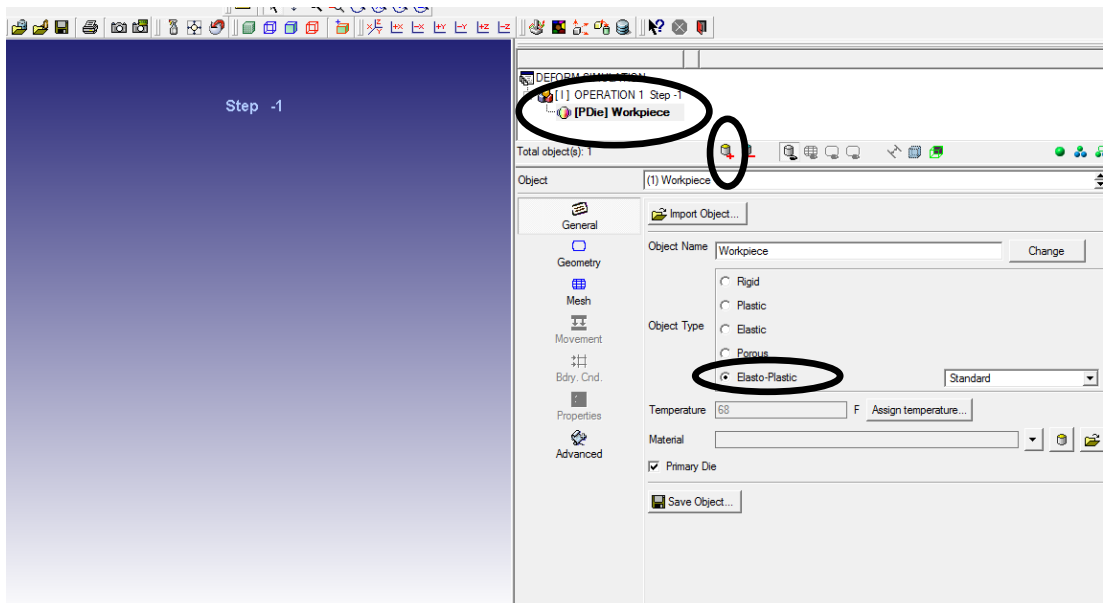 Step -1
DEFORM SIMULATION
[1] OPERATION 1 Step -1
[PDie] Workpiece
Total object(s): 1
Object (1) Workpiece
General
Geometry
Mesh
Movement
Bdry. Cnd.
Properties
Advanced
Import Object...
Object Name Workpiece Change
Rigid
Plastic
Object Type Elastic
Porous
Elasto-Plastic Standard
Temperature 68 F Assign temperature...
Material
Primary Die
Save Object...